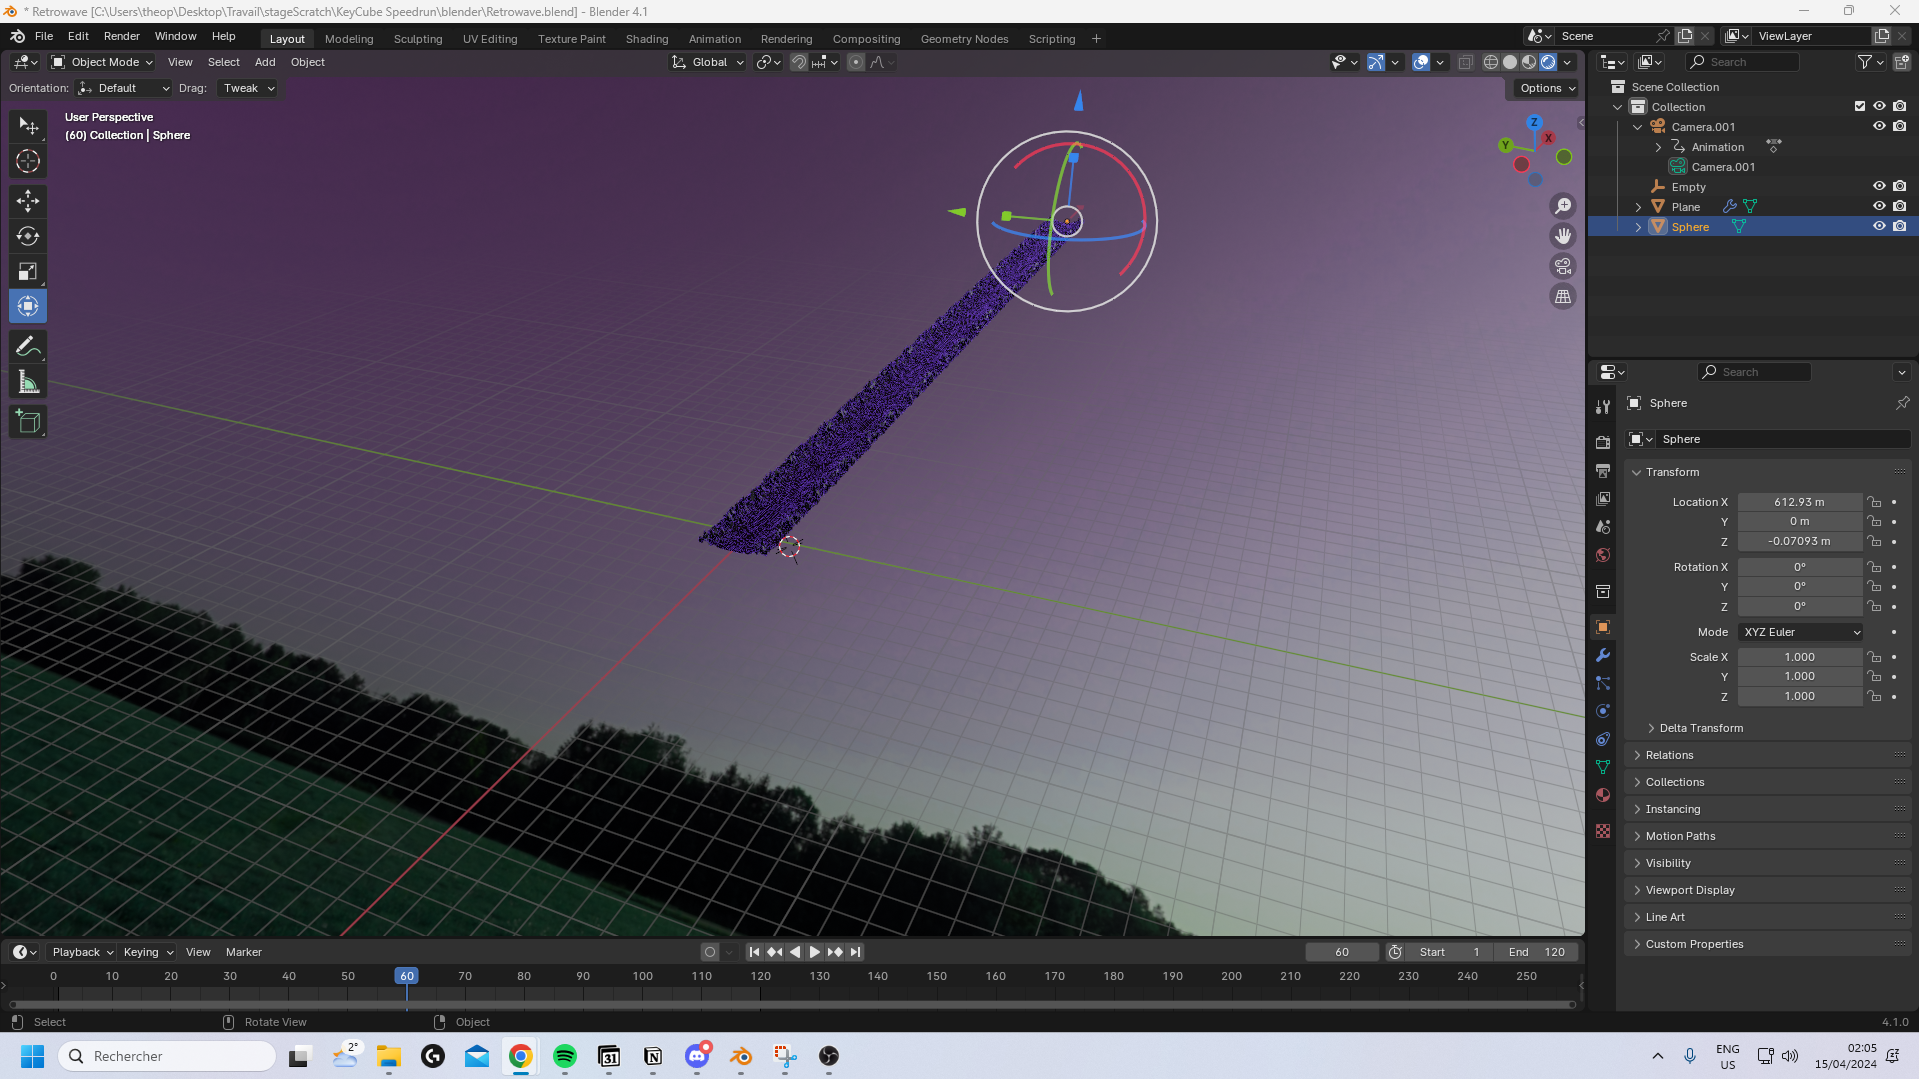 * Retrowave [C:\Users\theop\Desktop\Travail\stageScratch\KeyCube Speedrun\blender\Retrowave.blend] - Blender 4.1
File Edit Render Window Help Layout Modeling Sculpting UV Editing Texture Paint Shading Animation Rendering Compositing Geometry Nodes Scripting + Scene ViewLayer
Object Mode View Select Add Object Global Search
Orientation: Default Drag: Tweak Options
User Perspective
(60) Collection | Sphere
Z
X
Y
Scene Collection
Collection
Camera.001
Animation
Camera.001
Empty
Plane
Sphere
Search
Sphere
Sphere
Transform
Location X 612.93 m
Y 0 m
Z -0.07093 m
Rotation X 0°
Y 0°
Z 0°
Mode XYZ Euler
Scale X 1.000
Y 1.000
Z 1.000
Delta Transform
Relations
Collections
Instancing
Motion Paths
Visibility
Viewport Display
Line Art
Custom Properties
Playback Keying View Marker 60 Start 1 End 120
0 10 20 30 40 50 60 70 80 90 100 110 120 130 140 150 160 170 180 190 200 210 220 230 240 250
Select Rotate View Object 4.1.0
Rechercher 2° 31 ENG US 02:05 15/04/2024